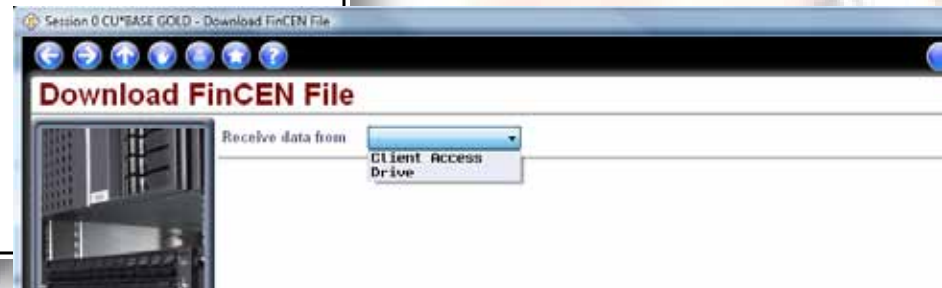 Session 0 CU*BASE GOLD - Download FinCEN File
Download FinCEN File
Receive data from
Client Access
Drive